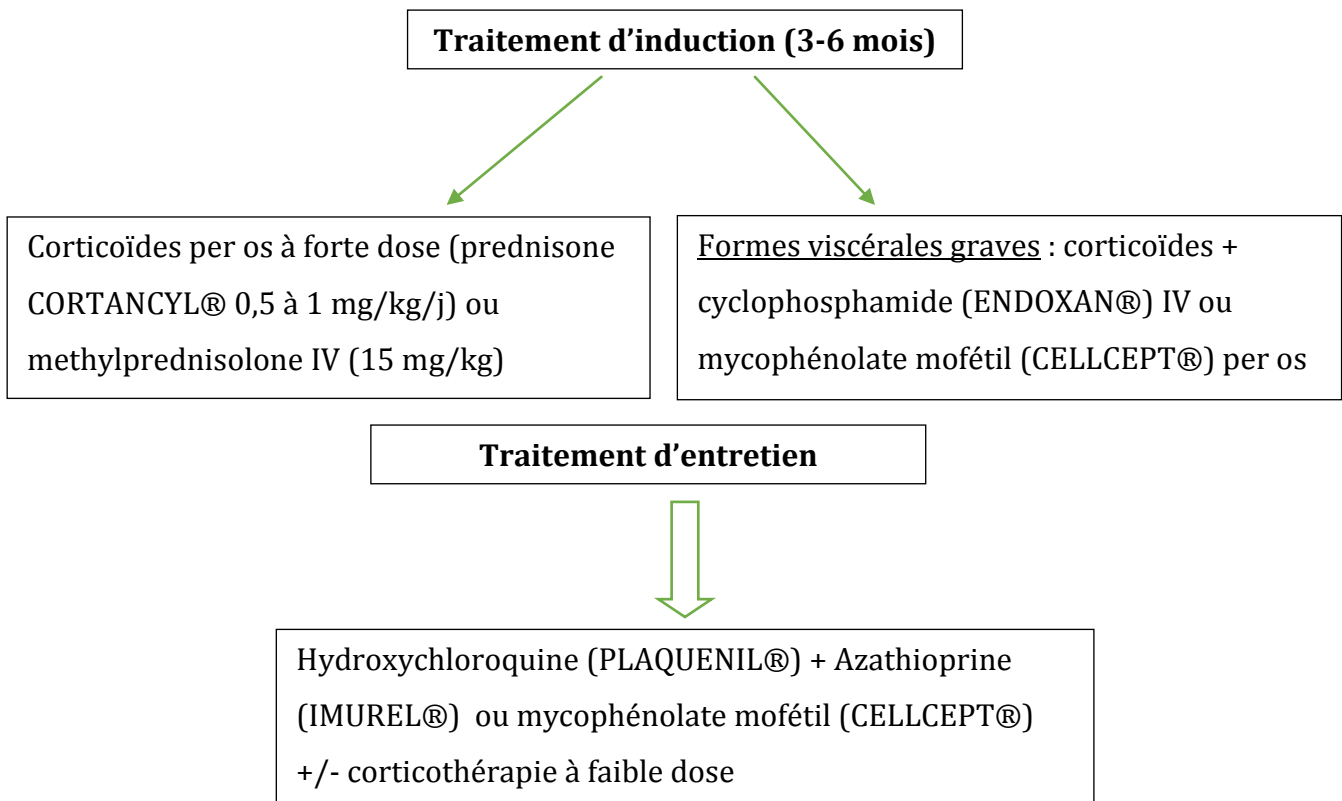 Traitement d’induction (3-6 mois)
Corticoïdes per os à forte dose (prednisone
CORTANCYL® 0,5 à 1 mg/kg/j) ou
methylprednisolone IV (15 mg/kg)
Formes viscérales graves : corticoïdes +
cyclophosphamide (ENDOXAN®) IV ou
mycophénolate mofétil (CELLCEPT®) per os
Traitement d’entretien
Hydroxychloroquine (PLAQUENIL®) + Azathioprine
(IMUREL®) ou mycophénolate mofétil (CELLCEPT®)
+/- corticothérapie à faible dose